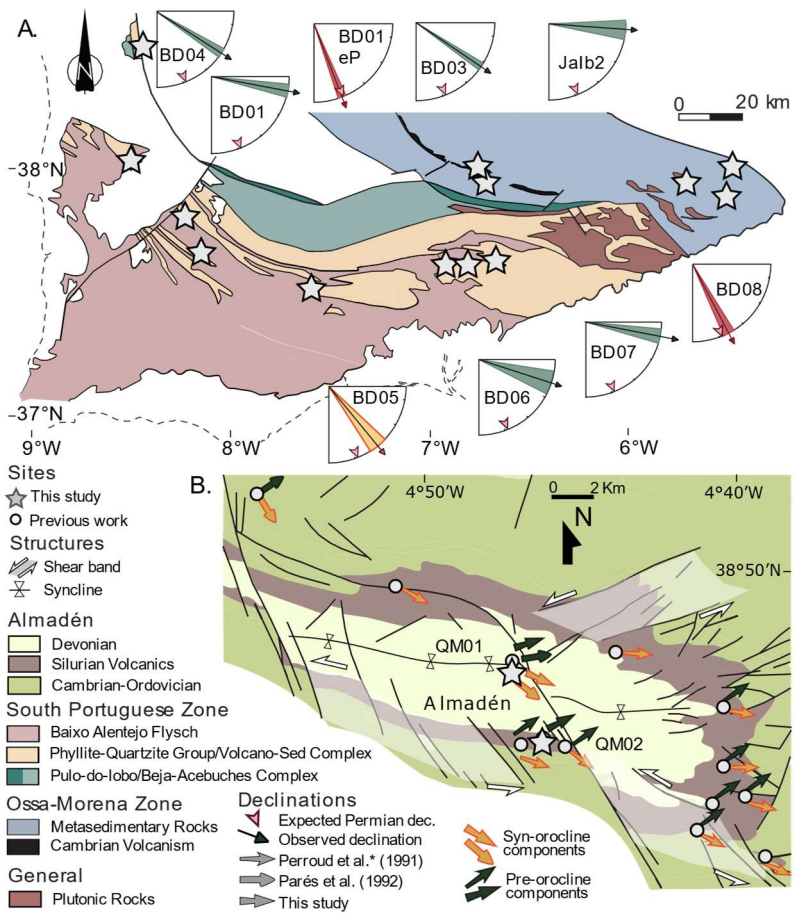 A.
N
BD04
BD01
BD01
eP
BD03
Jalb2
0 20 km
38°N
BD08
BD07
BD06
BD05
37°N
9°W 8°W 7°W 6°W
Sites
This study
Previous work
Structures
Shear band
Syncline
Almadén
Devonian
Silurian Volcanics
Cambrian-Ordovician
South Portuguese Zone
Baixo Alentejo Flysch
Phyllite-Quartzite Group/Volcano-Sed Complex
Pulo-do-lobo/Beja-Acebuches Complex
Ossa-Morena Zone
Metasedimentary Rocks
Cambrian Volcanism
General
Plutonic Rocks
B.
4°50′W
0 2 Km
N
4°40′W
38°50′N
QM01
Almadén
QM02
Declinations
Expected Permian dec.
Observed declination
Perroud et al.* (1991)
Parés et al. (1992)
This study
Syn-orocline
components
Pre-orocline
components